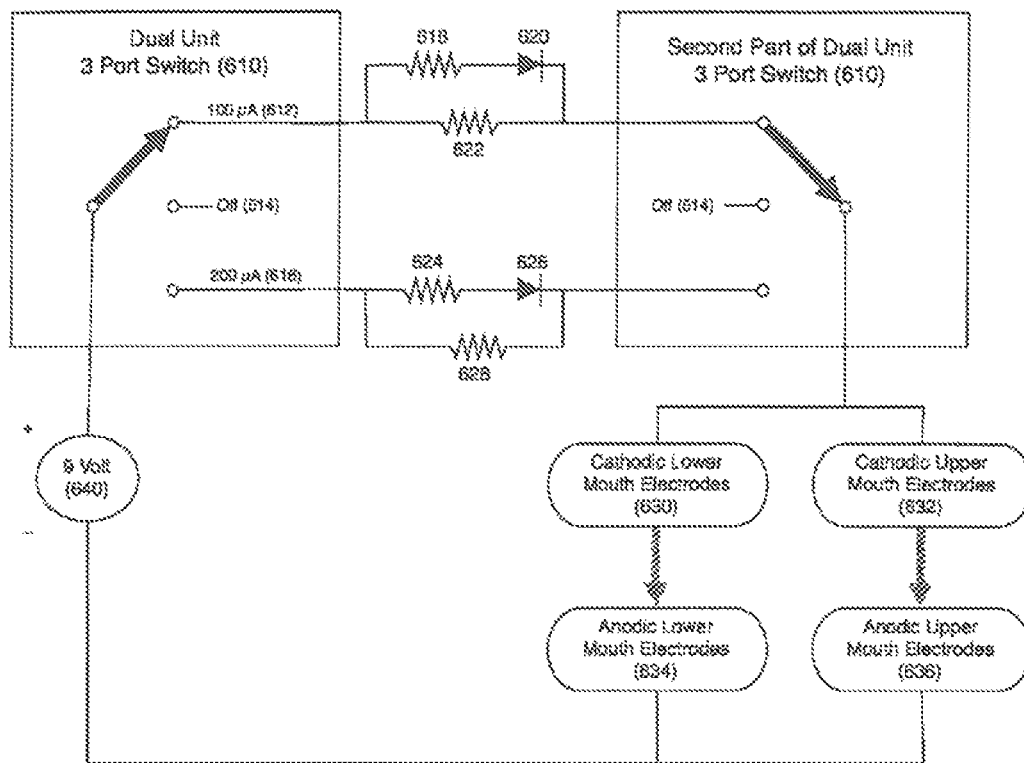 Dual Unit
3 Port Switch (610)
618
620
Second Part of Dual Unit
3 Port Switch (610)
100 µA (612)
622
Off (614)
Off (614)
200 µA (616)
624
626
628
+
9 Volt
(640)
-
Cathodic Lower
Mouth Electrodes
(630)
Cathodic Upper
Mouth Electrodes
(632)
Anodic Lower
Mouth Electrodes
(634)
Anodic Upper
Mouth Electrodes
(636)